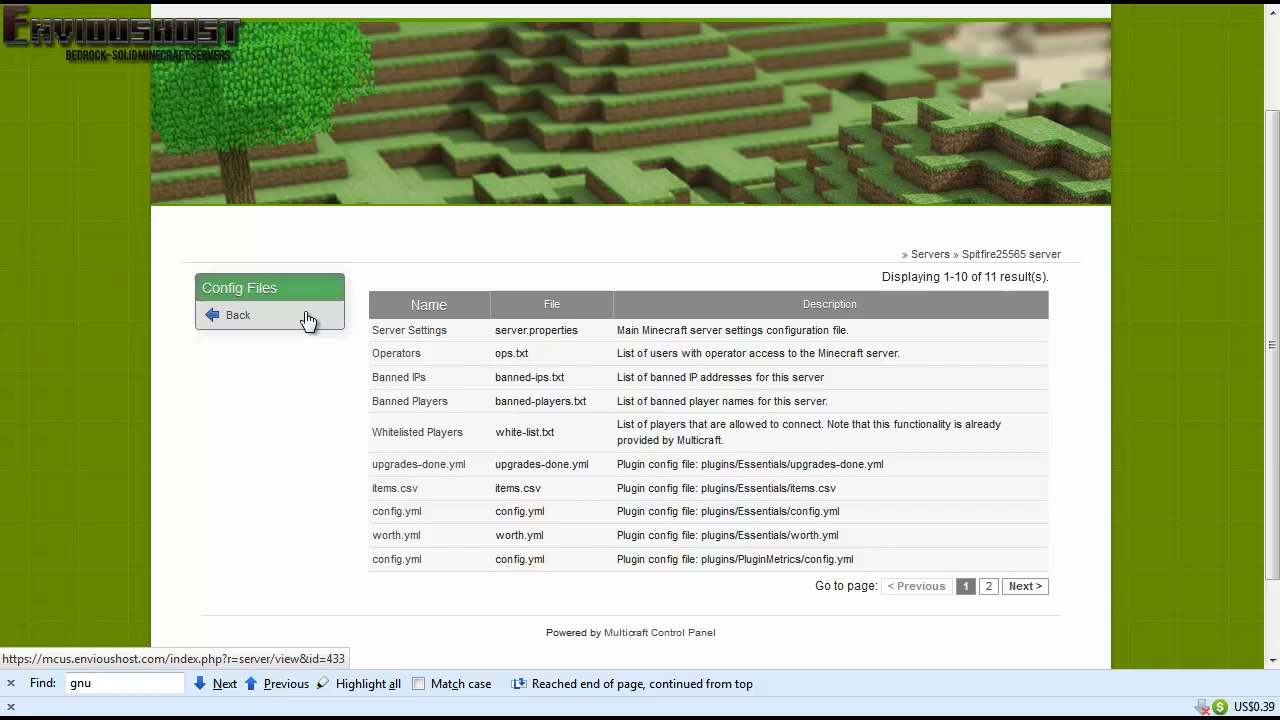 ENVIOUSHOST
BEDROCK-SOLID MINECRAFT SERVERS
» Servers » Spitfire25565 server
Config Files
Back
Displaying 1-10 of 11 result(s).
Name File Description
Server Settings server.properties Main Minecraft server settings configuration file.
Operators ops.txt List of users with operator access to the Minecraft server.
Banned IPs banned-ips.txt List of banned IP addresses for this server
Banned Players banned-players.txt List of banned player names for this server.
Whitelisted Players white-list.txt List of players that are allowed to connect. Note that this functionality is already
provided by Multicraft.
upgrades-done.yml upgrades-done.yml Plugin config file: plugins/Essentials/upgrades-done.yml
items.csv items.csv Plugin config file: plugins/Essentials/items.csv
config.yml config.yml Plugin config file: plugins/Essentials/config.yml
worth.yml worth.yml Plugin config file: plugins/Essentials/worth.yml
config.yml config.yml Plugin config file: plugins/PluginMetrics/config.yml
Go to page: < Previous 1 2 Next >
Powered by Multicraft Control Panel
https://mcus.envioushost.com/index.php?r=server/view&id=433
× Find: gnu Next Previous Highlight all Match case Reached end of page, continued from top
× US$0.39